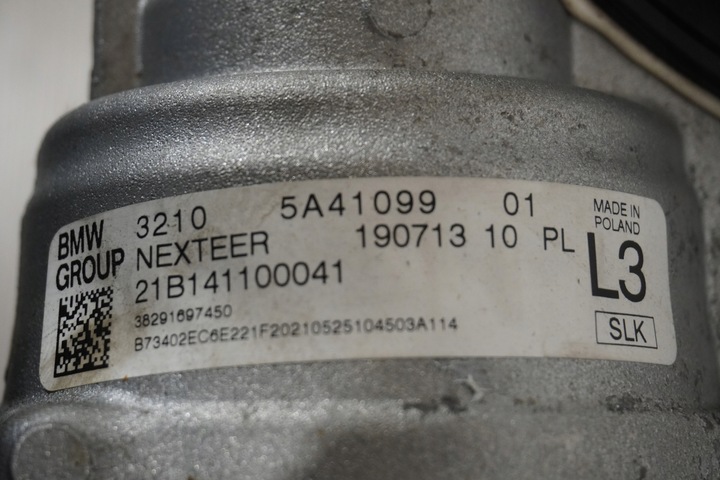 BMW GROUP
3210 5A41099 01
NEXTEER 190713 10 PL
21B141100041
38291697450
B73402EC6E221F20210525104503A114
MADE IN
POLAND
L3
SLK